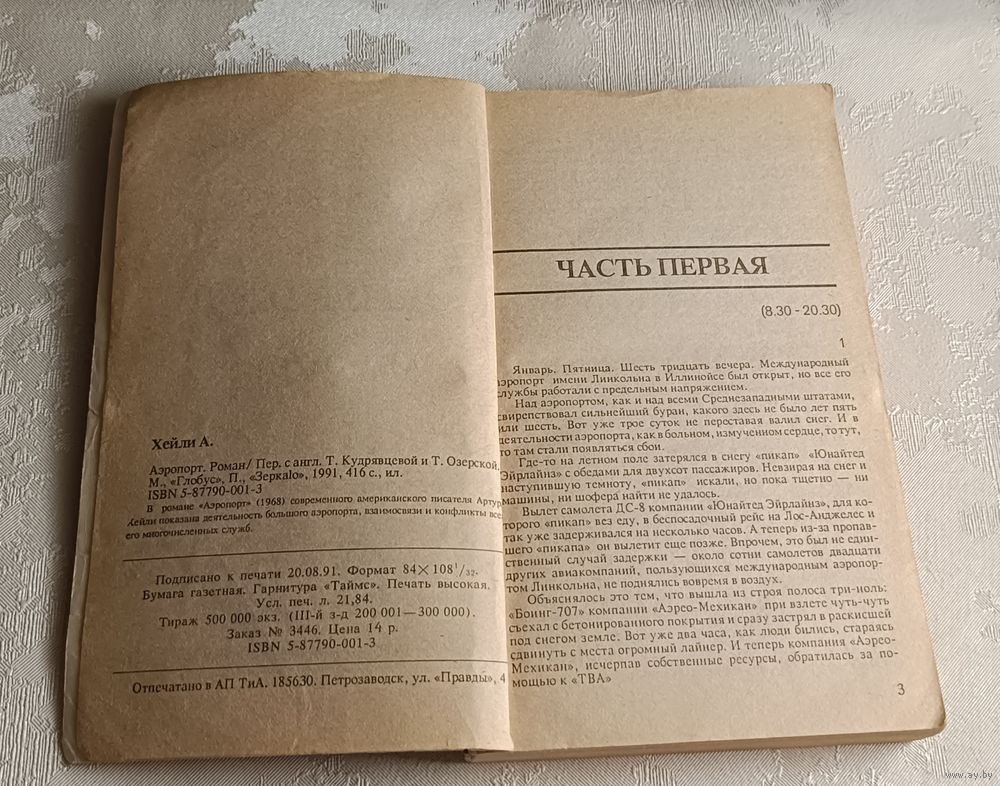 Хейли А.
Аэропорт. Роман/ Пер. с англ. Т. Кудрявцевой и Т. Озерской.
М., «Глобус», П., «Зеркalo», 1991, 416 с., ил.
ISBN 5-87790-001-3
В романе «Аэропорт» (1968) современного американского писателя Артур
Хейли показана деятельность большого аэропорта, взаимосвязи и конфликты все
его многочисленных служб.
Подписано к печати 20.08.91. Формат 84×108¹/₃₂.
Бумага газетная. Гарнитура «Таймс». Печать высокая.
Усл. печ. л. 21,84.
Тираж 500 000 экз. (III-й з-д 200 001—300 000).
Заказ № 3446. Цена 14 р.
ISBN 5-87790-001-3
Отпечатано в АП ТиА. 185630. Петрозаводск, ул. «Правды», 4
ЧАСТЬ ПЕРВАЯ
(8.30 - 20.30)
1
Январь. Пятница. Шесть тридцать вечера. Международный
аэропорт имени Линкольна в Иллинойсе был открыт, но все его
службы работали с предельным напряжением.
Над аэропортом, как и над всеми Среднезападными штатами,
свирепствовал сильнейший буран, какого здесь не было лет пять
или шесть. Вот уже трое суток не переставая валил снег. И в
деятельности аэропорта, как в больном, измученном сердце, то тут,
то там стали появляться сбои.
Где-то на летном поле затерялся в снегу «пикап» «Юнайтед
Эйрлайнз» с обедами для двухсот пассажиров. Невзирая на снег и
наступившую темноту, «пикап» искали, но пока тщетно — ни
машины, ни шофера найти не удалось.
Вылет самолета ДС-8 компании «Юнайтед Эйрлайнз», для ко-
торого «пикап» вез еду, в беспосадочный рейс на Лос-Анджелес и
так уже задерживался на несколько часов. А теперь из-за пропав-
шего «пикапа» он вылетит еще позже. Впрочем, это был не един-
ственный случай задержки — около сотни самолетов двадцати
других авиакомпаний, пользующихся международным аэропор-
том Линкольна, не поднялись вовремя в воздух.
Объяснялось это тем, что вышла из строя полоса три-ноль:
«Боинг-707» компании «Аэрео-Мехикан» при взлете чуть-чуть
съехал с бетонированного покрытия и сразу застрял в раскисшей
под снегом земле. Вот уже два часа, как люди бились, стараясь
сдвинуть с места огромный лайнер. И теперь компания «Аэрео-
Мехикан», исчерпав собственные ресурсы, обратилась за по-
мощью к «ТВА»
3
www.ay.by